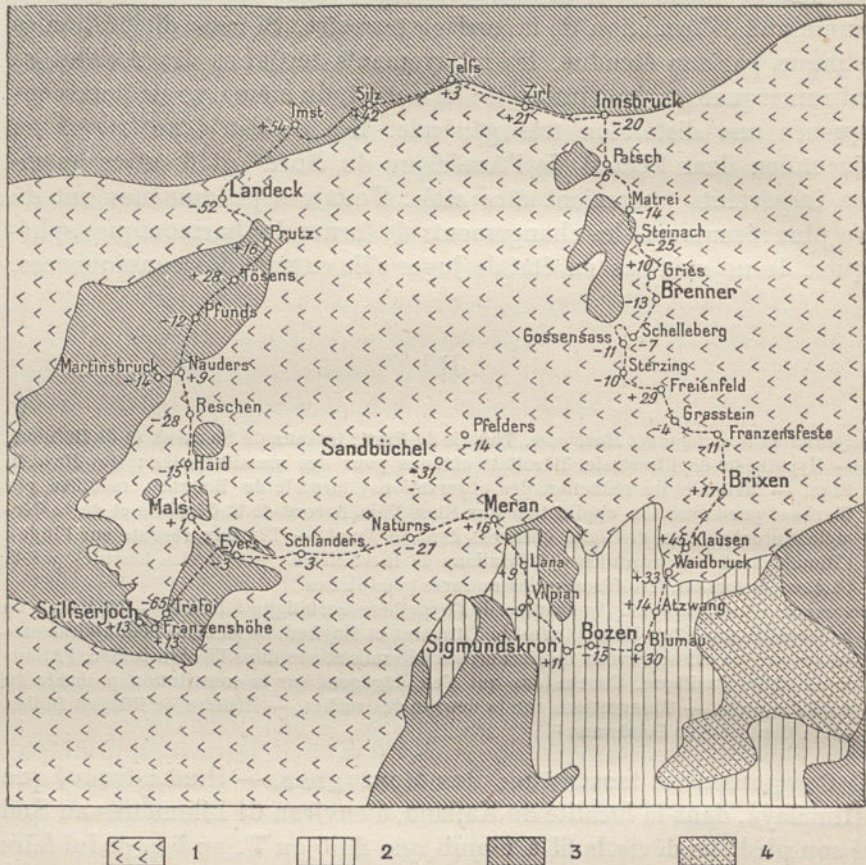 Telfs
+3
Silz
+42
Imst
+54
Zirl
+21
Innsbruck
-20
Patsch
-6
Landeck
-52
Matrei
-14
Prutz
+16
Steinach
-25
+28
Tösens
+10
Gries
Brenner
-13
Pfunds
-12
Gossensass
-11
Schelleberg
-7
Martinsbruck
-14
Nauders
+9
Sterzing
-10
Freienfeld
+29
Reschen
-28
Grasstein
-4
Pfelders
-14
Franzensfeste
-11
Sandbüchel
-31
Haid
-15
Brixen
+17
Mals
+1
Meran
+16
Naturns
-27
Eyers
-3
Schlanders
-3
Klausen
Lana
+9
Waidbruck
+33
Vilpian
-9
Trafoi
-65
Stilfserjoch
+13
Franzenshöhe
+13
Atzwang
+14
Sigmundskron
+11
Bozen
-15
Blumau
+30
1
2
3
4